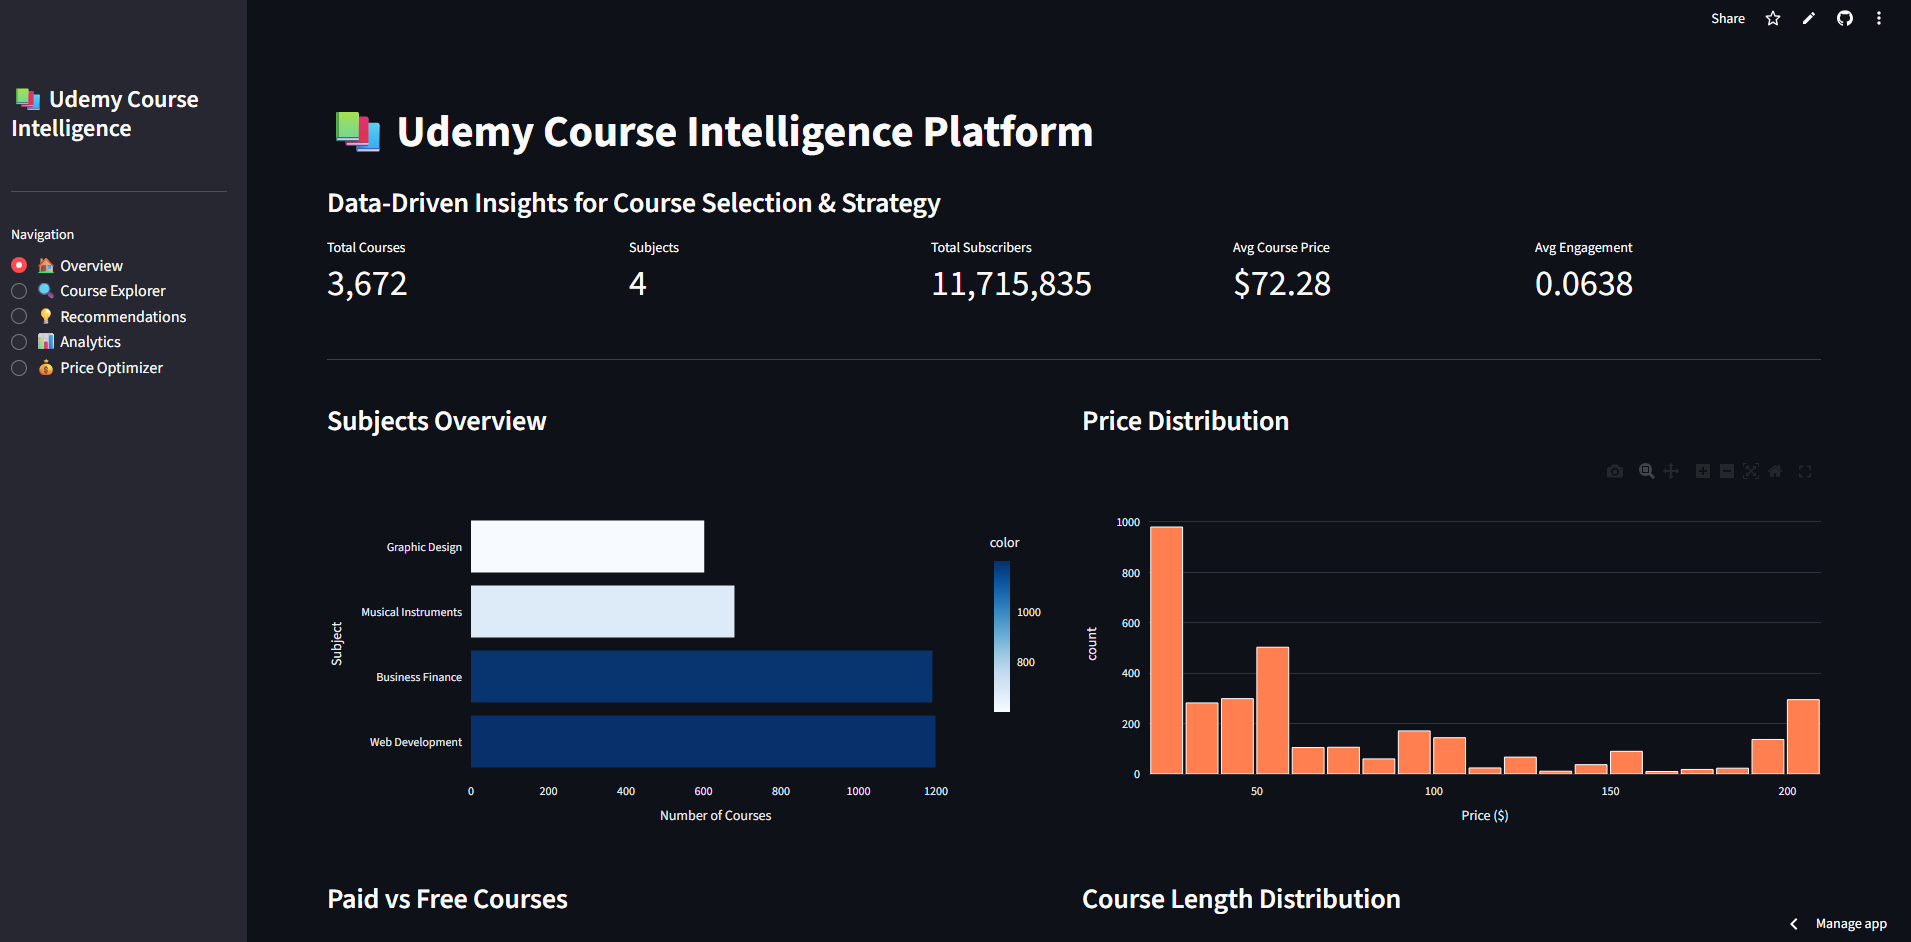 Share
Udemy Course
Intelligence
Navigation
Overview
Course Explorer
Recommendations
Analytics
Price Optimizer
Udemy Course Intelligence Platform
Data-Driven Insights for Course Selection & Strategy
Total Courses
3,672
Subjects
4
Total Subscribers
11,715,835
Avg Course Price
$72.28
Avg Engagement
0.0638
Subjects Overview
Subject
Graphic Design
Musical Instruments
Business Finance
Web Development
0 200 400 600 800 1000 1200
Number of Courses
color
1000
800
Price Distribution
count
1000
800
600
400
200
0
50 100 150 200
Price ($)
Paid vs Free Courses
Course Length Distribution
Manage app